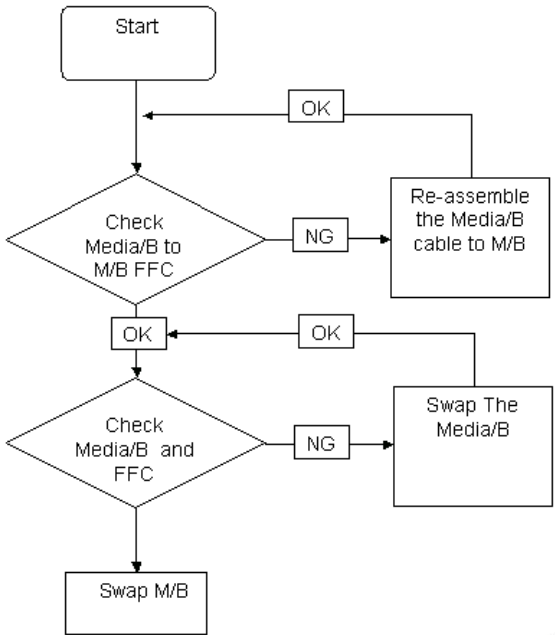 Start
OK
Check
Media/B to
M/B FFC
NG
Re-assemble
the Media/B
cable to M/B
OK
OK
Check
Media/B and
FFC
NG
Swap The
Media/B
Swap M/B